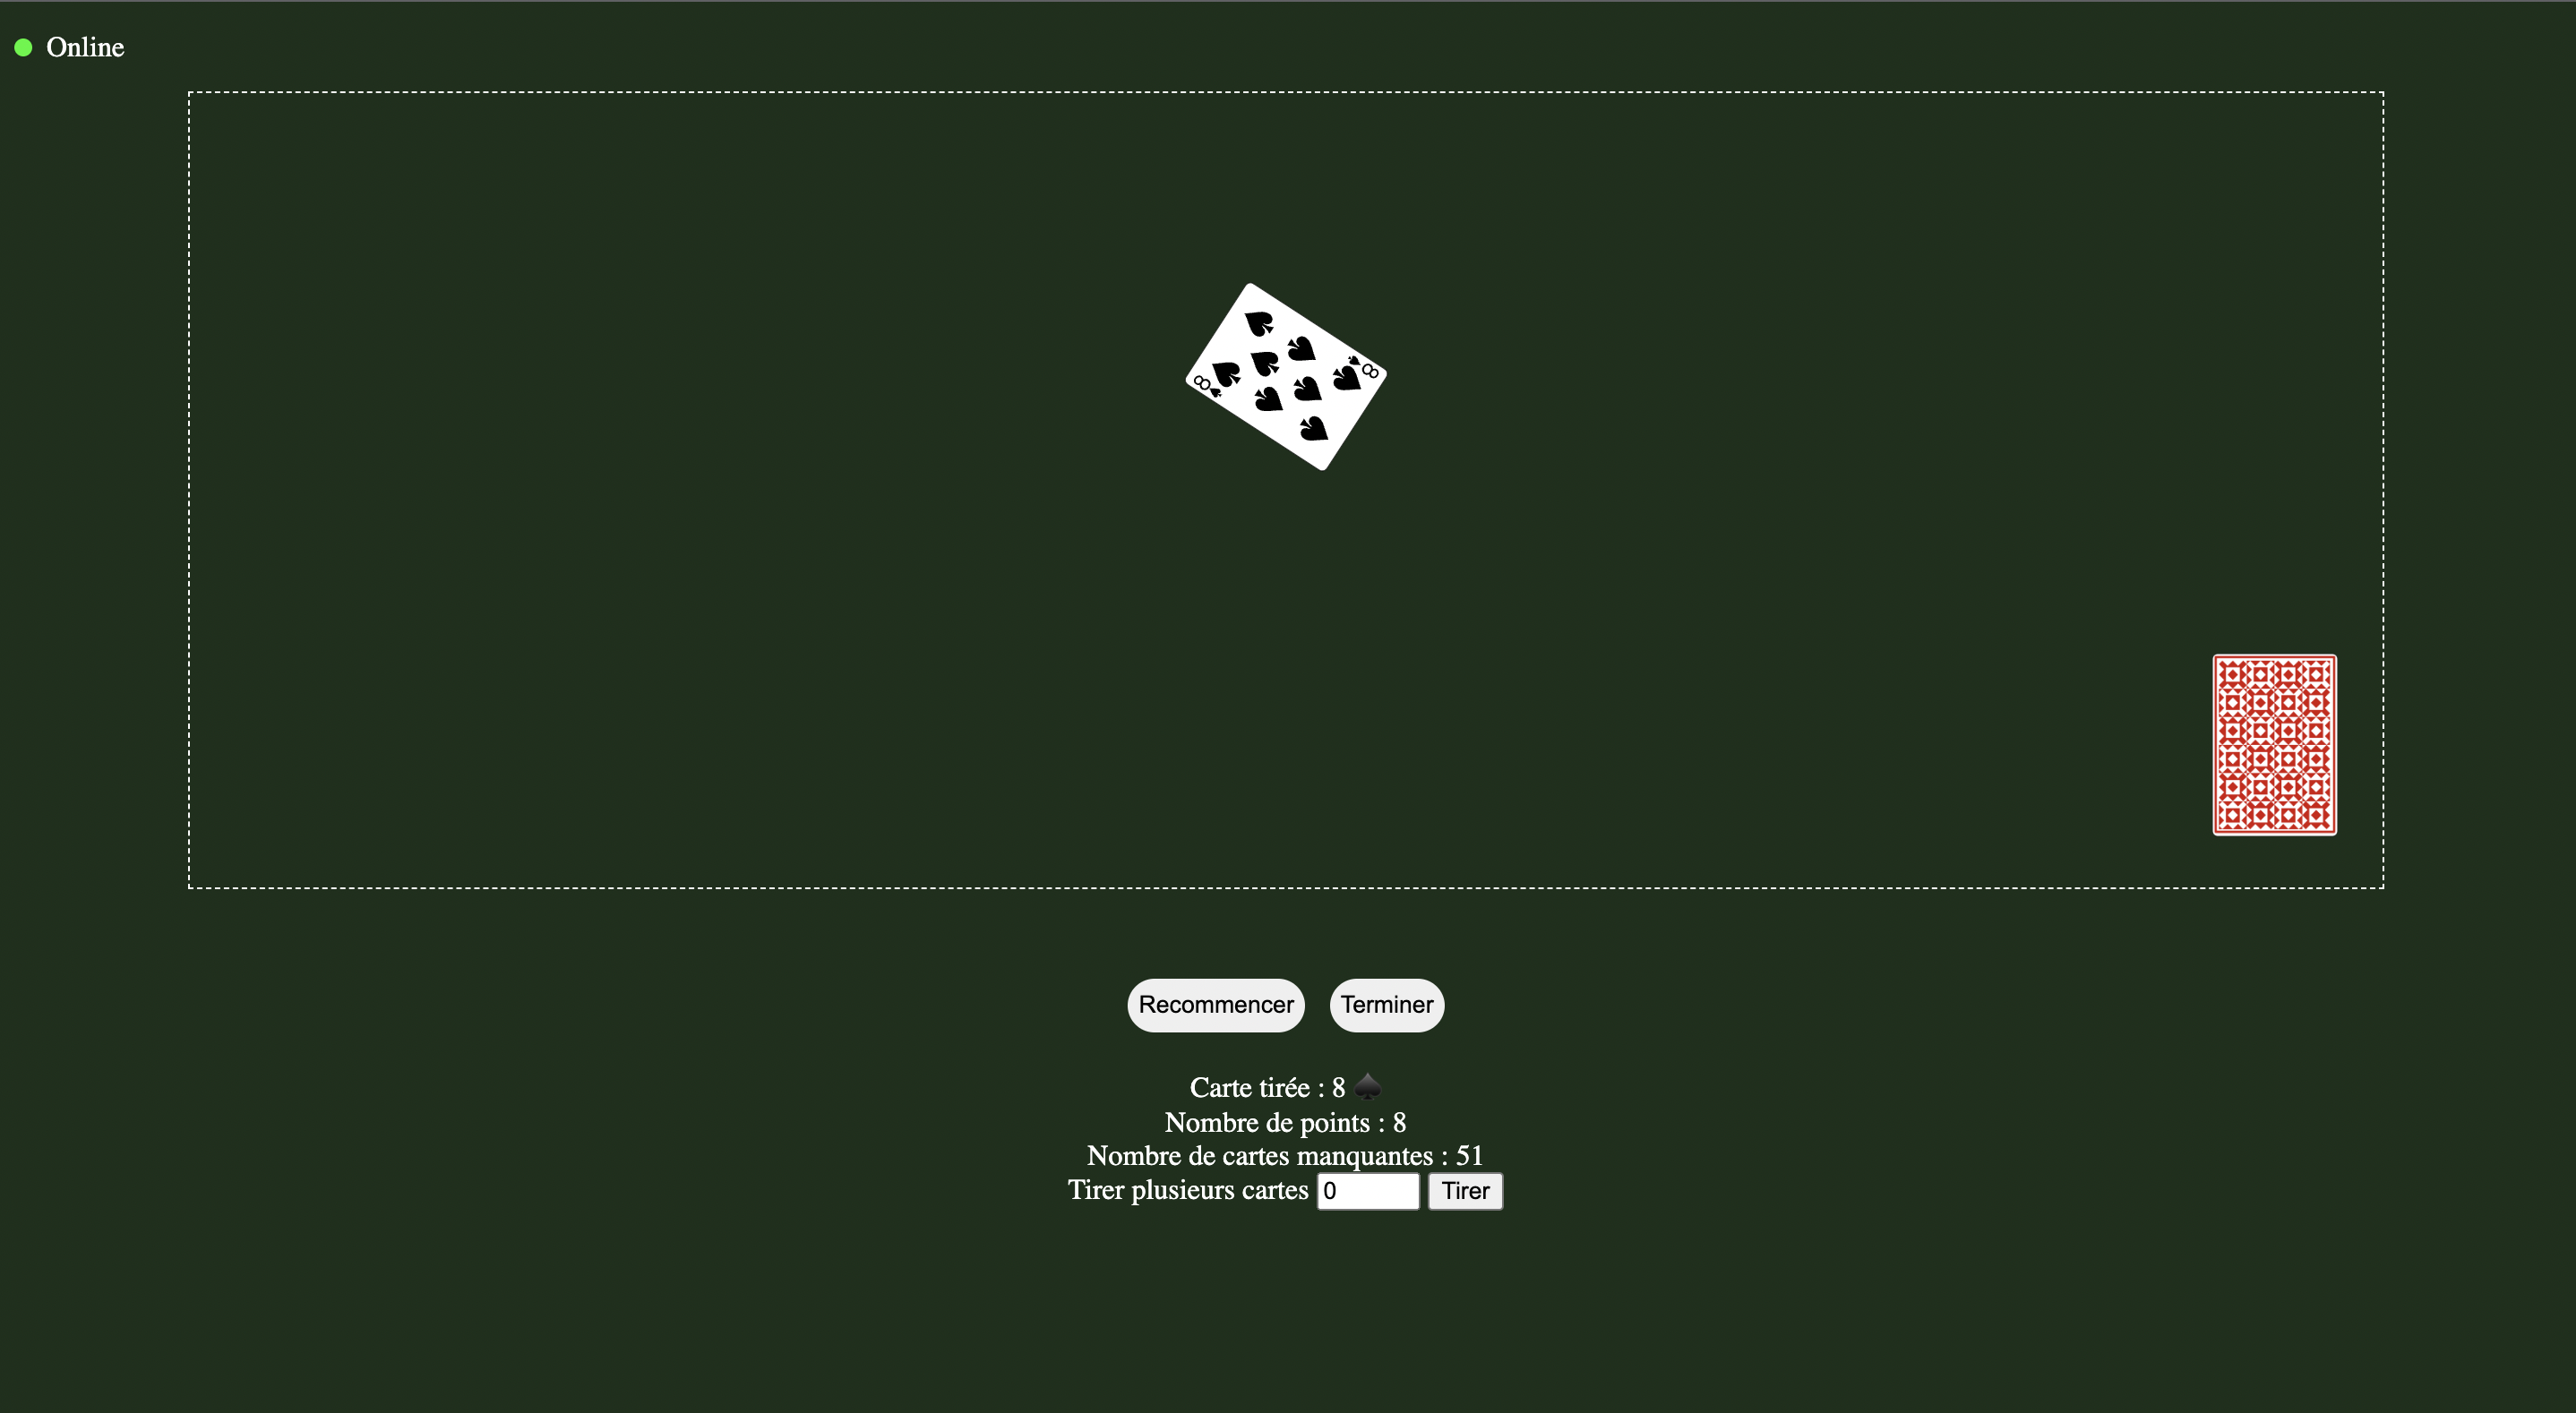 Online
8
8
Recommencer Terminer
Carte tirée : 8 ♠
Nombre de points : 8
Nombre de cartes manquantes : 51
Tirer plusieurs cartes 0 Tirer